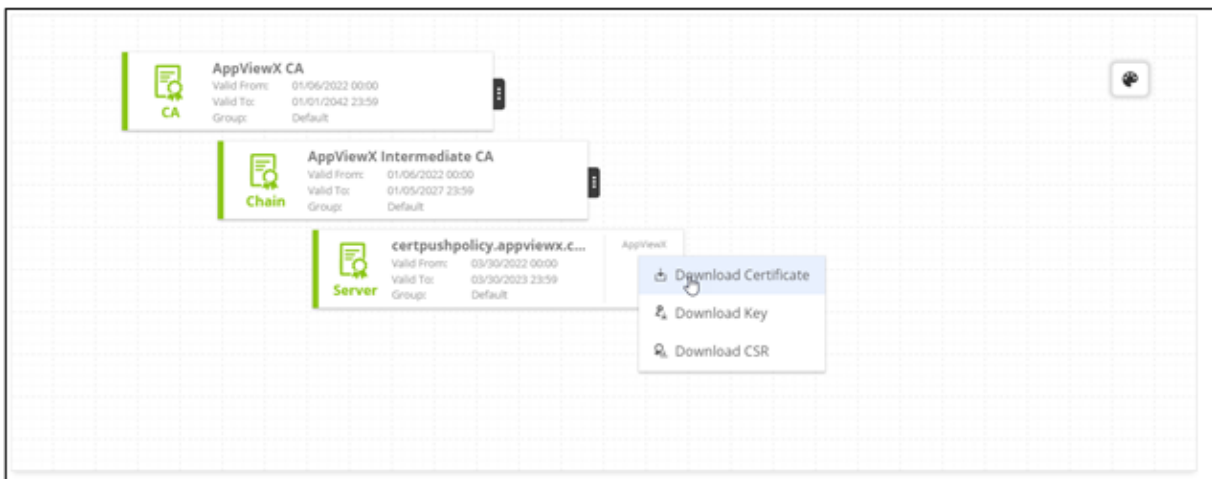 AppViewX CA
Valid From: 01/06/2022 00:00
Valid To: 01/01/2042 23:59
Group: Default
CA
AppViewX Intermediate CA
Valid From: 01/06/2022 00:00
Valid To: 01/05/2027 23:59
Group: Default
Chain
certpushpolicy.appviewx.c...
AppViewX
Valid From: 03/30/2022 00:00
Valid To: 03/30/2023 23:59
Group: Default
Server
Download Certificate
Download Key
Download CSR